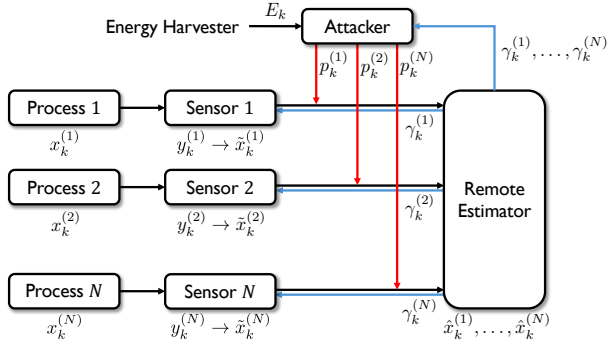 Energy Harvester
E_k
Attacker
p_k^{(1)}
p_k^{(2)}
p_k^{(N)}
γ_k^{(1)}, . . . , γ_k^{(N)}
Process 1
Sensor 1
x_k^{(1)}
y_k^{(1)} → x̃_k^{(1)}
γ_k^{(1)}
Process 2
Sensor 2
x_k^{(2)}
y_k^{(2)} → x̃_k^{(2)}
γ_k^{(2)}
Remote
Estimator
Process N
Sensor N
x_k^{(N)}
y_k^{(N)} → x̃_k^{(N)}
γ_k^{(N)}
x̂_k^{(1)}, . . . , x̂_k^{(N)}